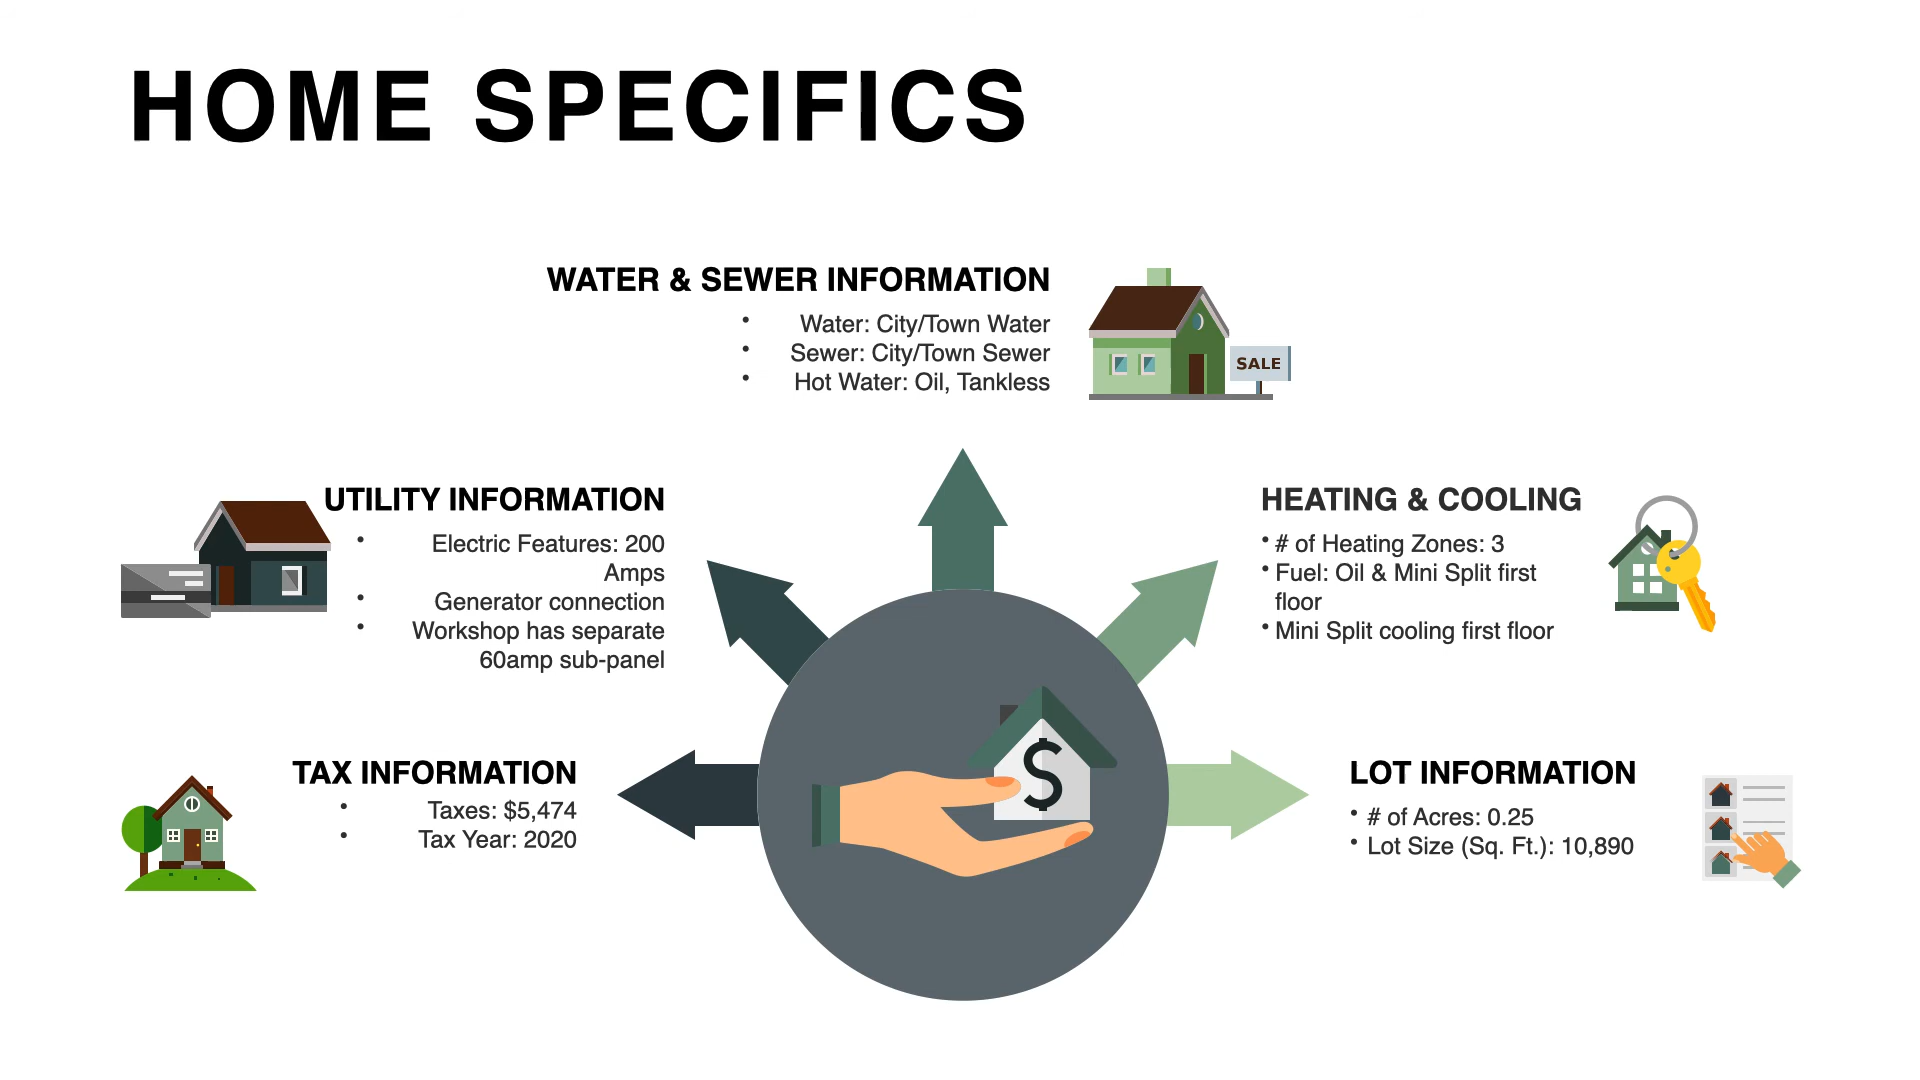 HOME SPECIFICS
WATER & SEWER INFORMATION
• Water: City/Town Water
• Sewer: City/Town Sewer
• Hot Water: Oil, Tankless
SALE
UTILITY INFORMATION
• Electric Features: 200
Amps
• Generator connection
• Workshop has separate
60amp sub-panel
HEATING & COOLING
• # of Heating Zones: 3
• Fuel: Oil & Mini Split first
floor
• Mini Split cooling first floor
TAX INFORMATION
• Taxes: $5,474
• Tax Year: 2020
$
LOT INFORMATION
• # of Acres: 0.25
• Lot Size (Sq. Ft.): 10,890